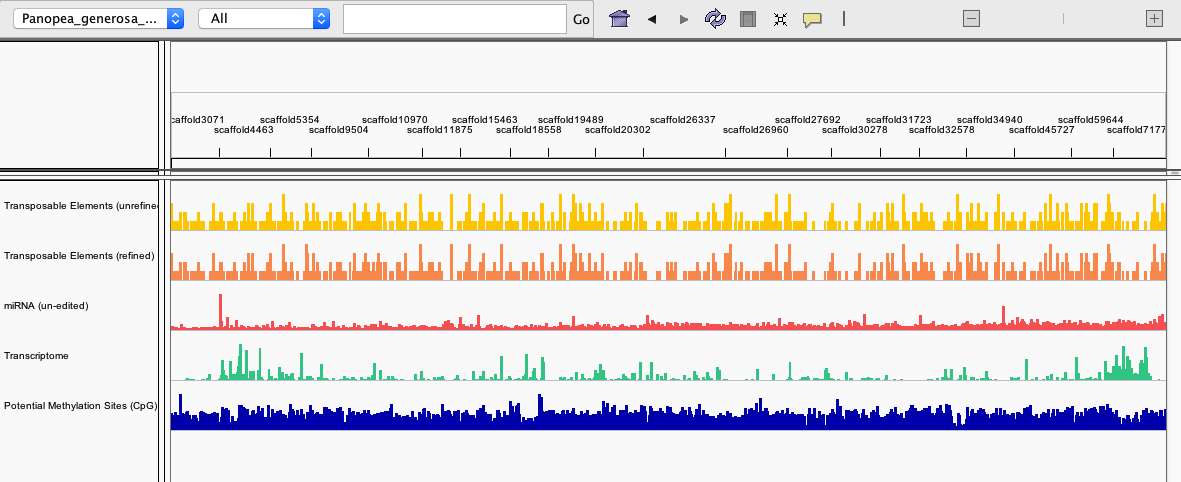 Panopea_generosa_... All Go
caffold3071 scaffold5354 scaffold10970 scaffold15463 scaffold19489 scaffold26337 scaffold27692 scaffold31723 scaffold34940 scaffold59644
scaffold4463 scaffold9504 scaffold11875 scaffold18558 scaffold20302 scaffold26960 scaffold30278 scaffold32578 scaffold45727 scaffold7177
Transposable Elements (unrefine
Transposable Elements (refined)
miRNA (un-edited)
Transcriptome
Potential Methylation Sites (CpG)